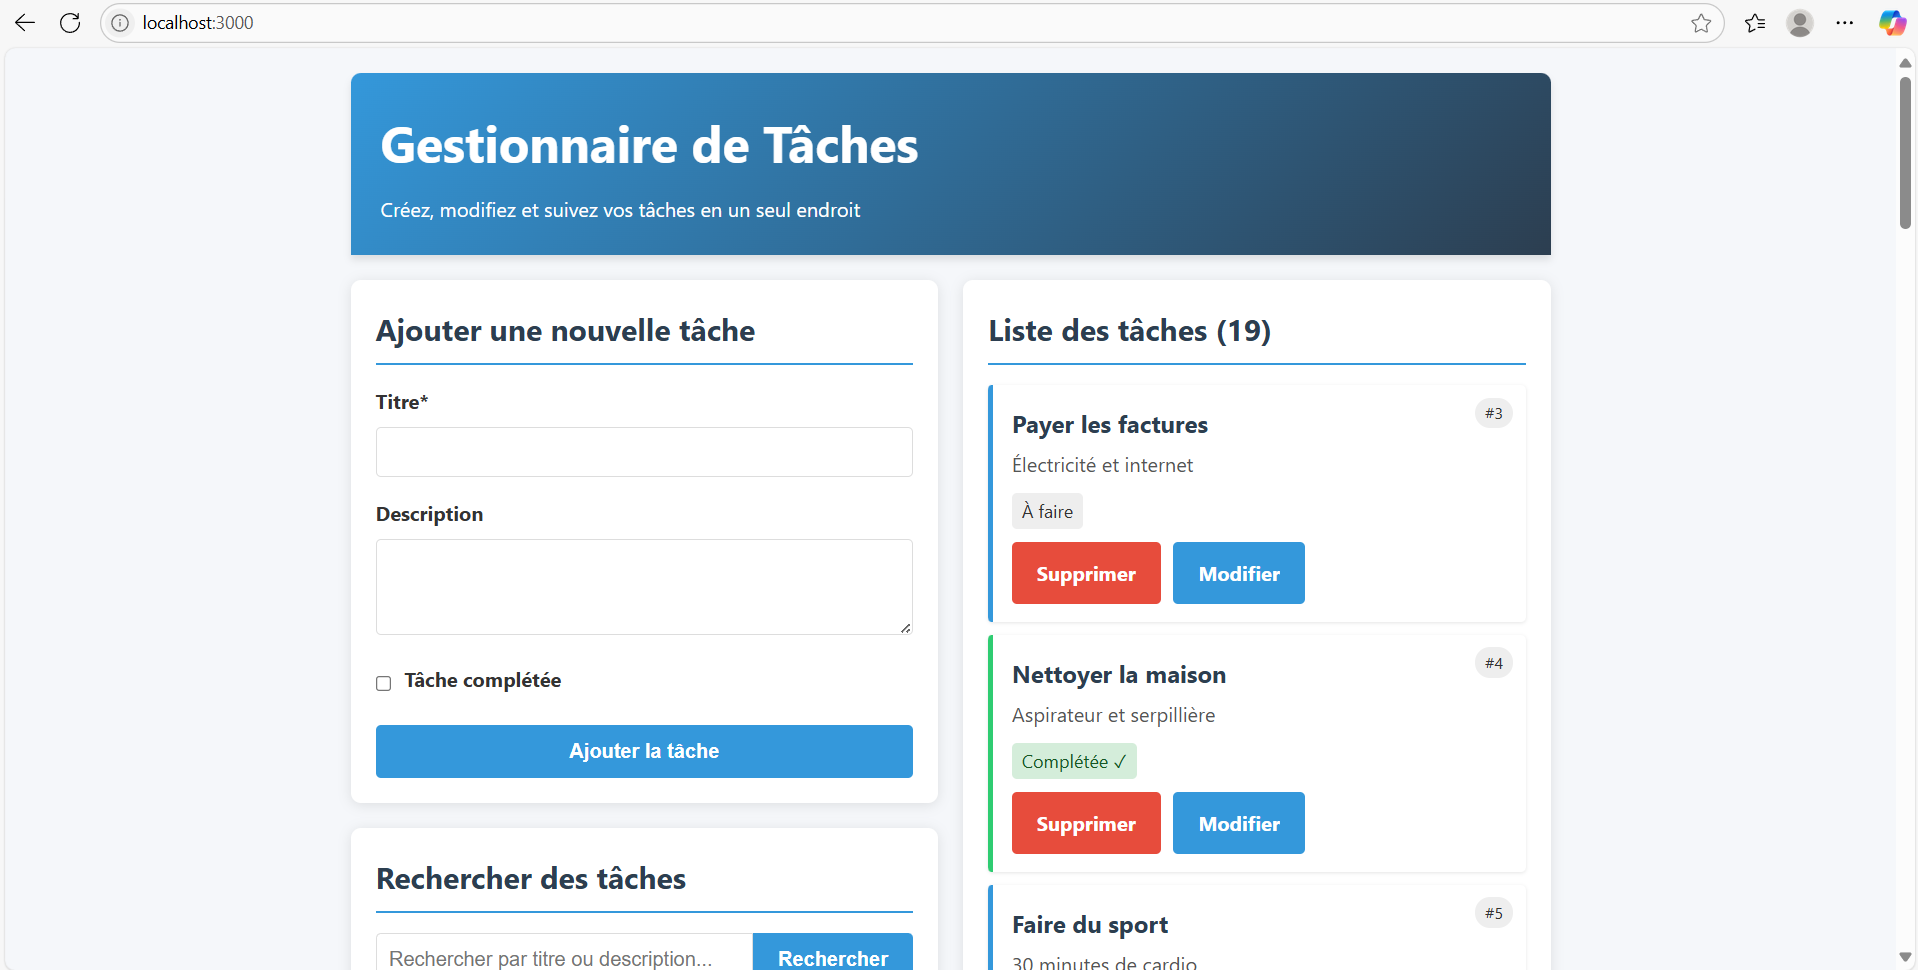 localhost:3000
Gestionnaire de Tâches
Créez, modifiez et suivez vos tâches en un seul endroit
Ajouter une nouvelle tâche
Titre*
Description
Tâche complétée
Ajouter la tâche
Rechercher des tâches
Rechercher par titre ou description...
Rechercher
Liste des tâches (19)
Payer les factures
#3
Électricité et internet
À faire
Supprimer
Modifier
Nettoyer la maison
#4
Aspirateur et serpillière
Complétée ✓
Supprimer
Modifier
Faire du sport
#5
30 minutes de cardio